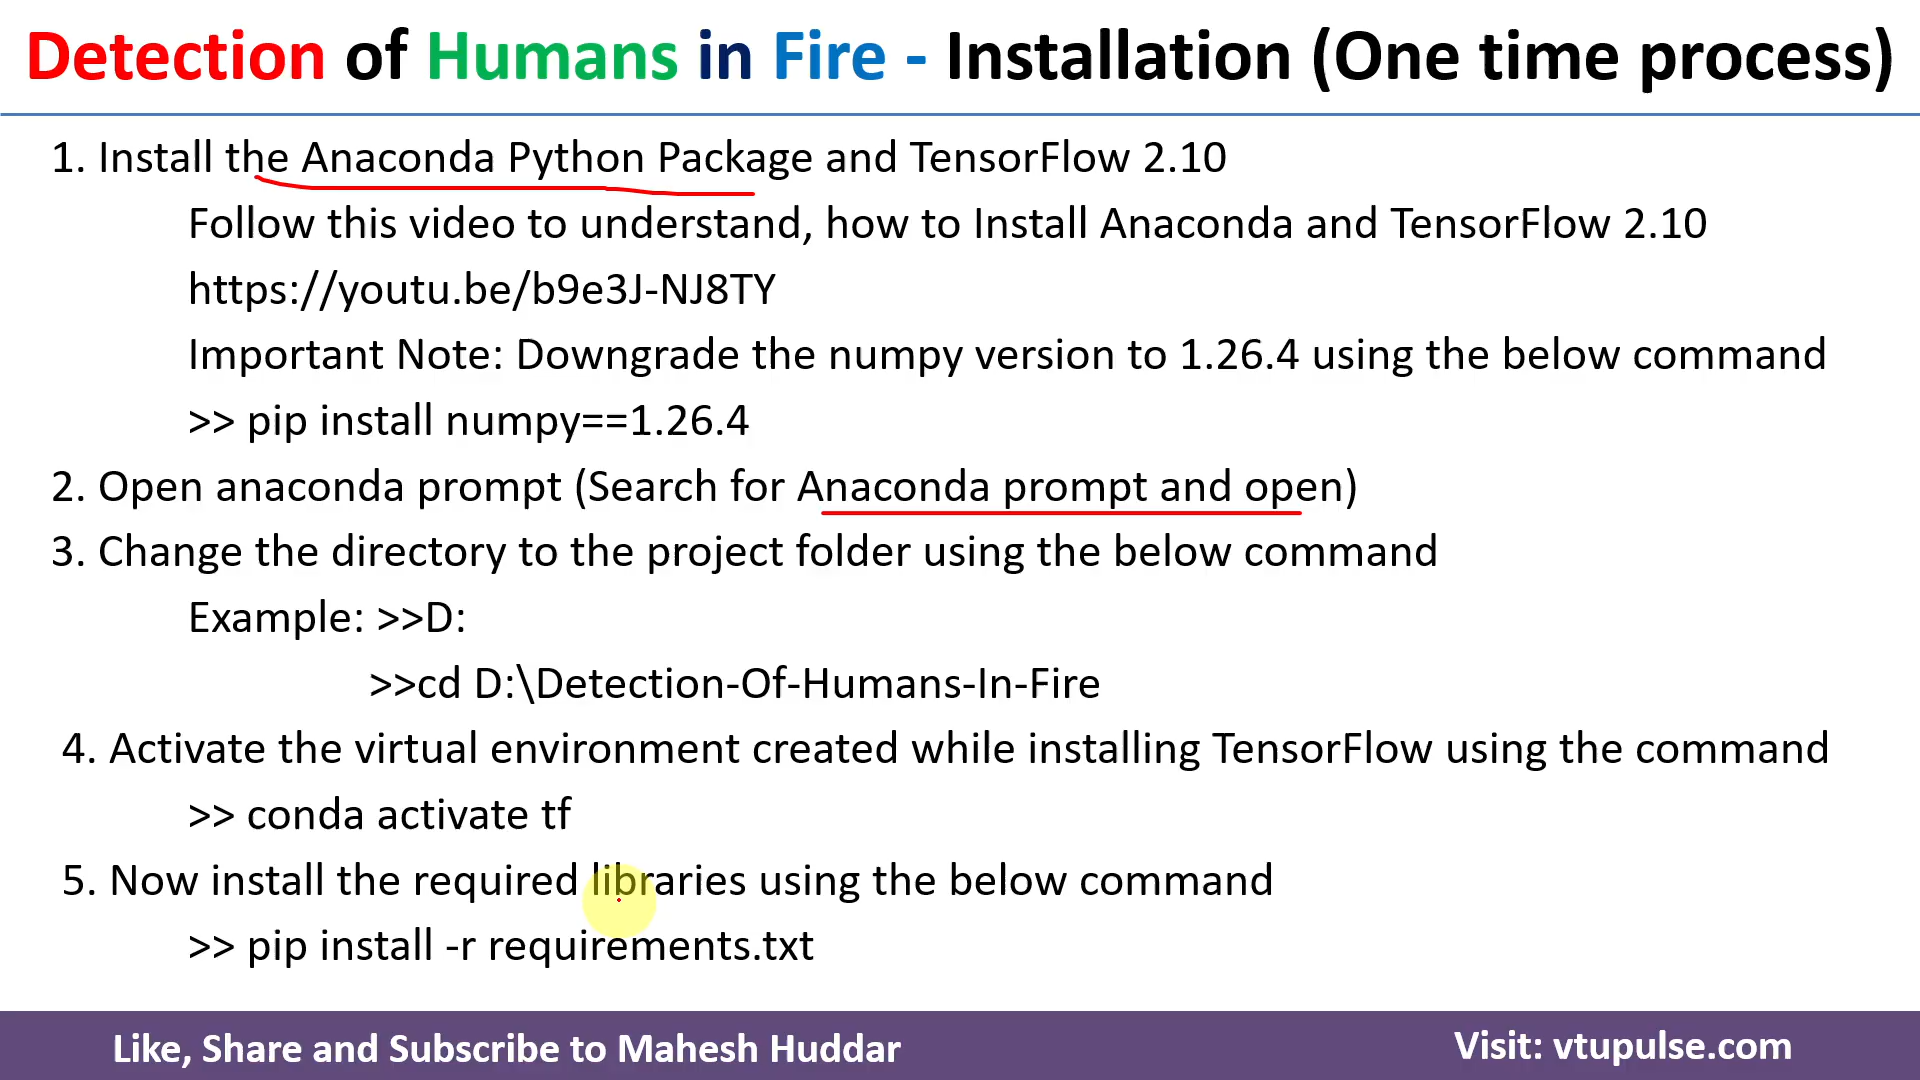 Detection of Humans in Fire - Installation (One time process)
1. Install the Anaconda Python Package and TensorFlow 2.10
Follow this video to understand, how to Install Anaconda and TensorFlow 2.10
https://youtu.be/b9e3J-NJ8TY
Important Note: Downgrade the numpy version to 1.26.4 using the below command
>> pip install numpy==1.26.4
2. Open anaconda prompt (Search for Anaconda prompt and open)
3. Change the directory to the project folder using the below command
Example: >>D:
>>cd D:\Detection-Of-Humans-In-Fire
4. Activate the virtual environment created while installing TensorFlow using the command
>> conda activate tf
5. Now install the required libraries using the below command
>> pip install -r requirements.txt
Like, Share and Subscribe to Mahesh Huddar
Visit: vtupulse.com